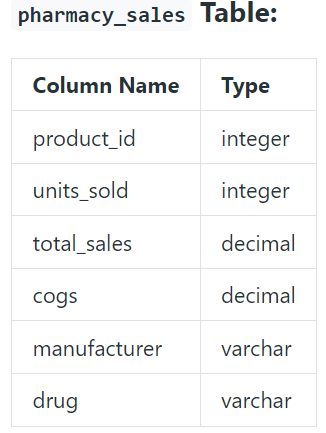 pharmacy_sales Table:
Column Name Type
product_id integer
units_sold integer
total_sales decimal
cogs decimal
manufacturer varchar
drug varchar